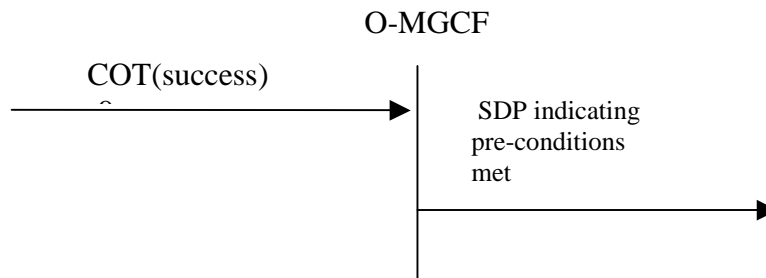 O-MGCF
COT(success)
SDP indicating
pre-conditions
met